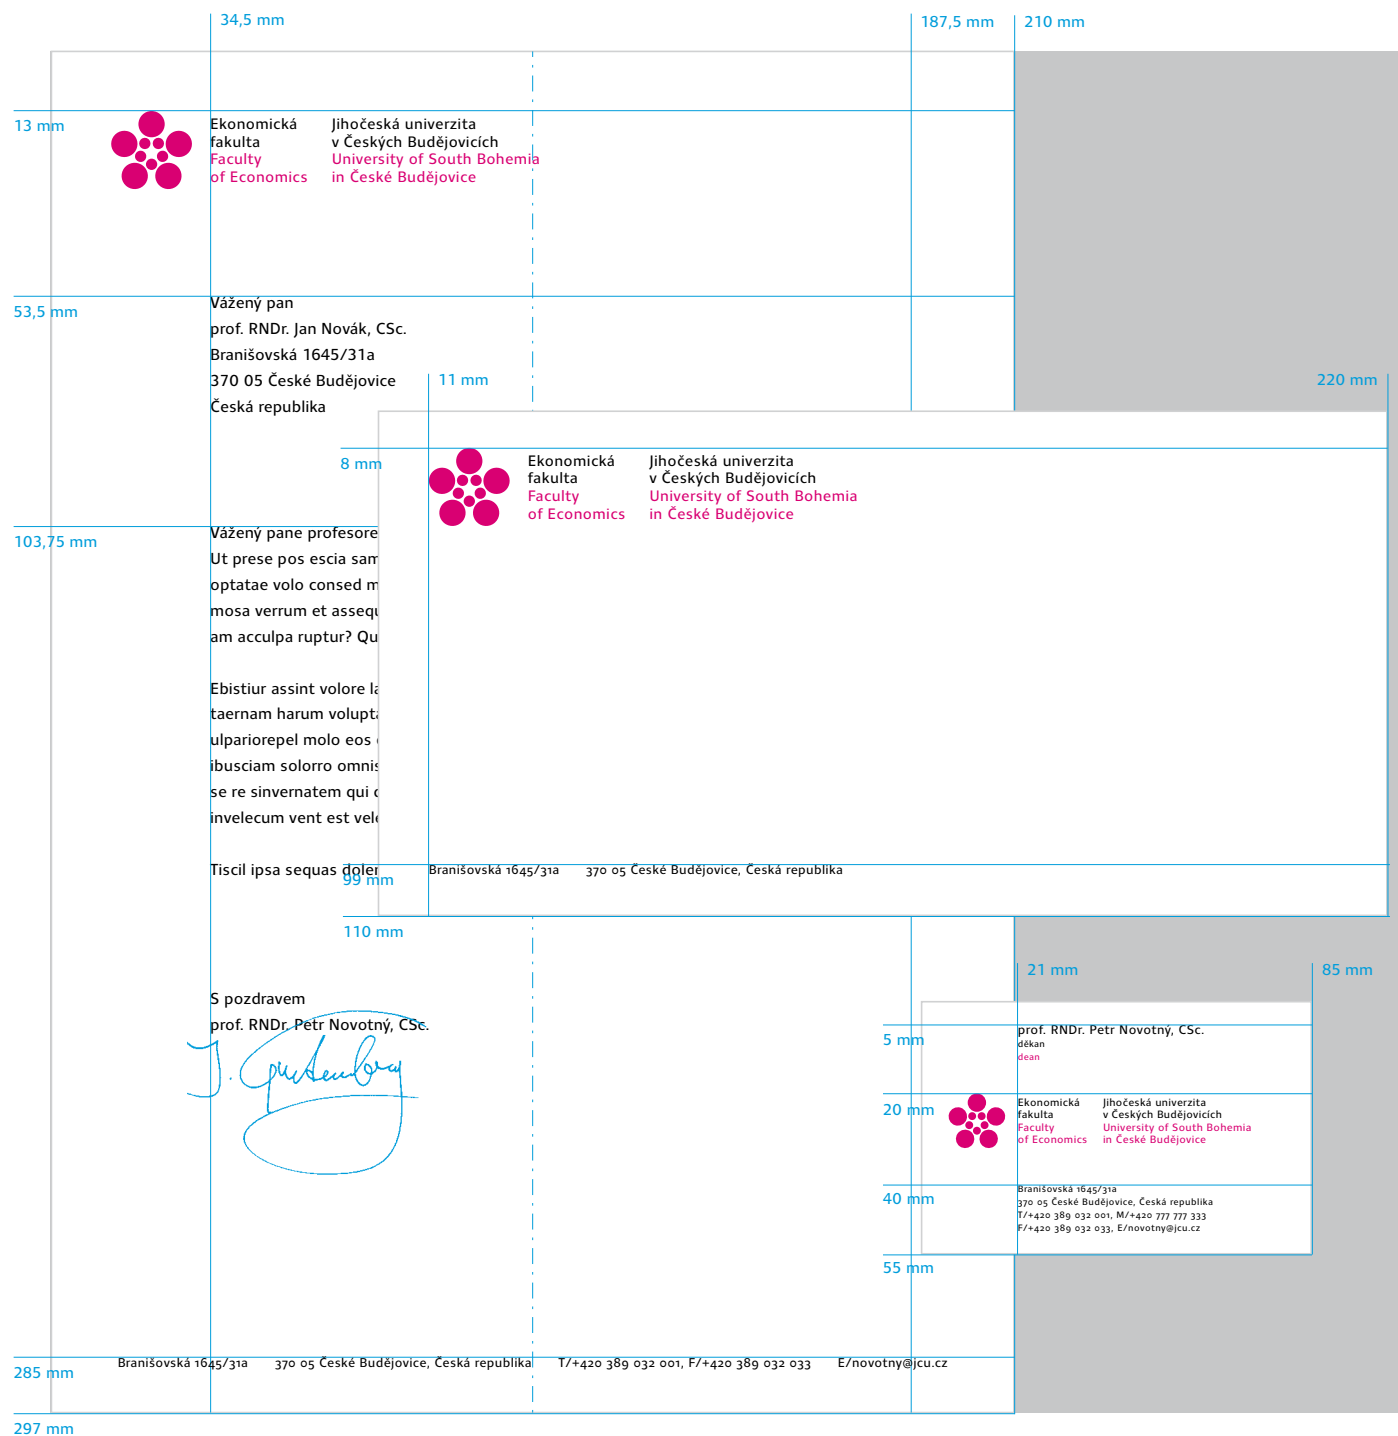 34,5 mm
187,5 mm
210 mm
13 mm
Ekonomická
fakulta
Faculty
of Economics
Jihočeská univerzita
v Českých Budějovicích
University of South Bohemia
in České Budějovice
53,5 mm
Vážený pan
prof. RNDr. Jan Novák, CSc.
Branišovská 1645/31a
370 05 České Budějovice
Česká republika
11 mm
220 mm
8 mm
Ekonomická
fakulta
Faculty
of Economics
Jihočeská univerzita
v Českých Budějovicích
University of South Bohemia
in České Budějovice
103,75 mm
Vážený pane profesore
Ut prese pos escia sam
optatae volo consed m
mosa verrum et assequ
am acculpa ruptur? Qu
Ebistiur assint volore la
taernam harum volupta
ulpariorepel molo eos
ibusciam solorro omnis
se re sinvernatem qui
invelecum vent est vele
Tiscil ipsa sequas dolen
99 mm
Branišovská 1645/31a 370 05 České Budějovice, Česká republika
110 mm
S pozdravem
prof. RNDr. Petr Novotný, CSc.
J. Gutenberg
21 mm
85 mm
5 mm
prof. RNDr. Petr Novotný, CSc.
děkan
dean
20 mm
Ekonomická
fakulta
Faculty
of Economics
Jihočeská univerzita
v Českých Budějovicích
University of South Bohemia
in České Budějovice
40 mm
Branišovská 1645/31a
370 05 České Budějovice, Česká republika
T/+420 389 032 001, M/+420 777 777 333
F/+420 389 032 033, E/novotny@jcu.cz
55 mm
285 mm
Branišovská 1645/31a 370 05 České Budějovice, Česká republika T/+420 389 032 001, F/+420 389 032 033 E/novotny@jcu.cz
297 mm